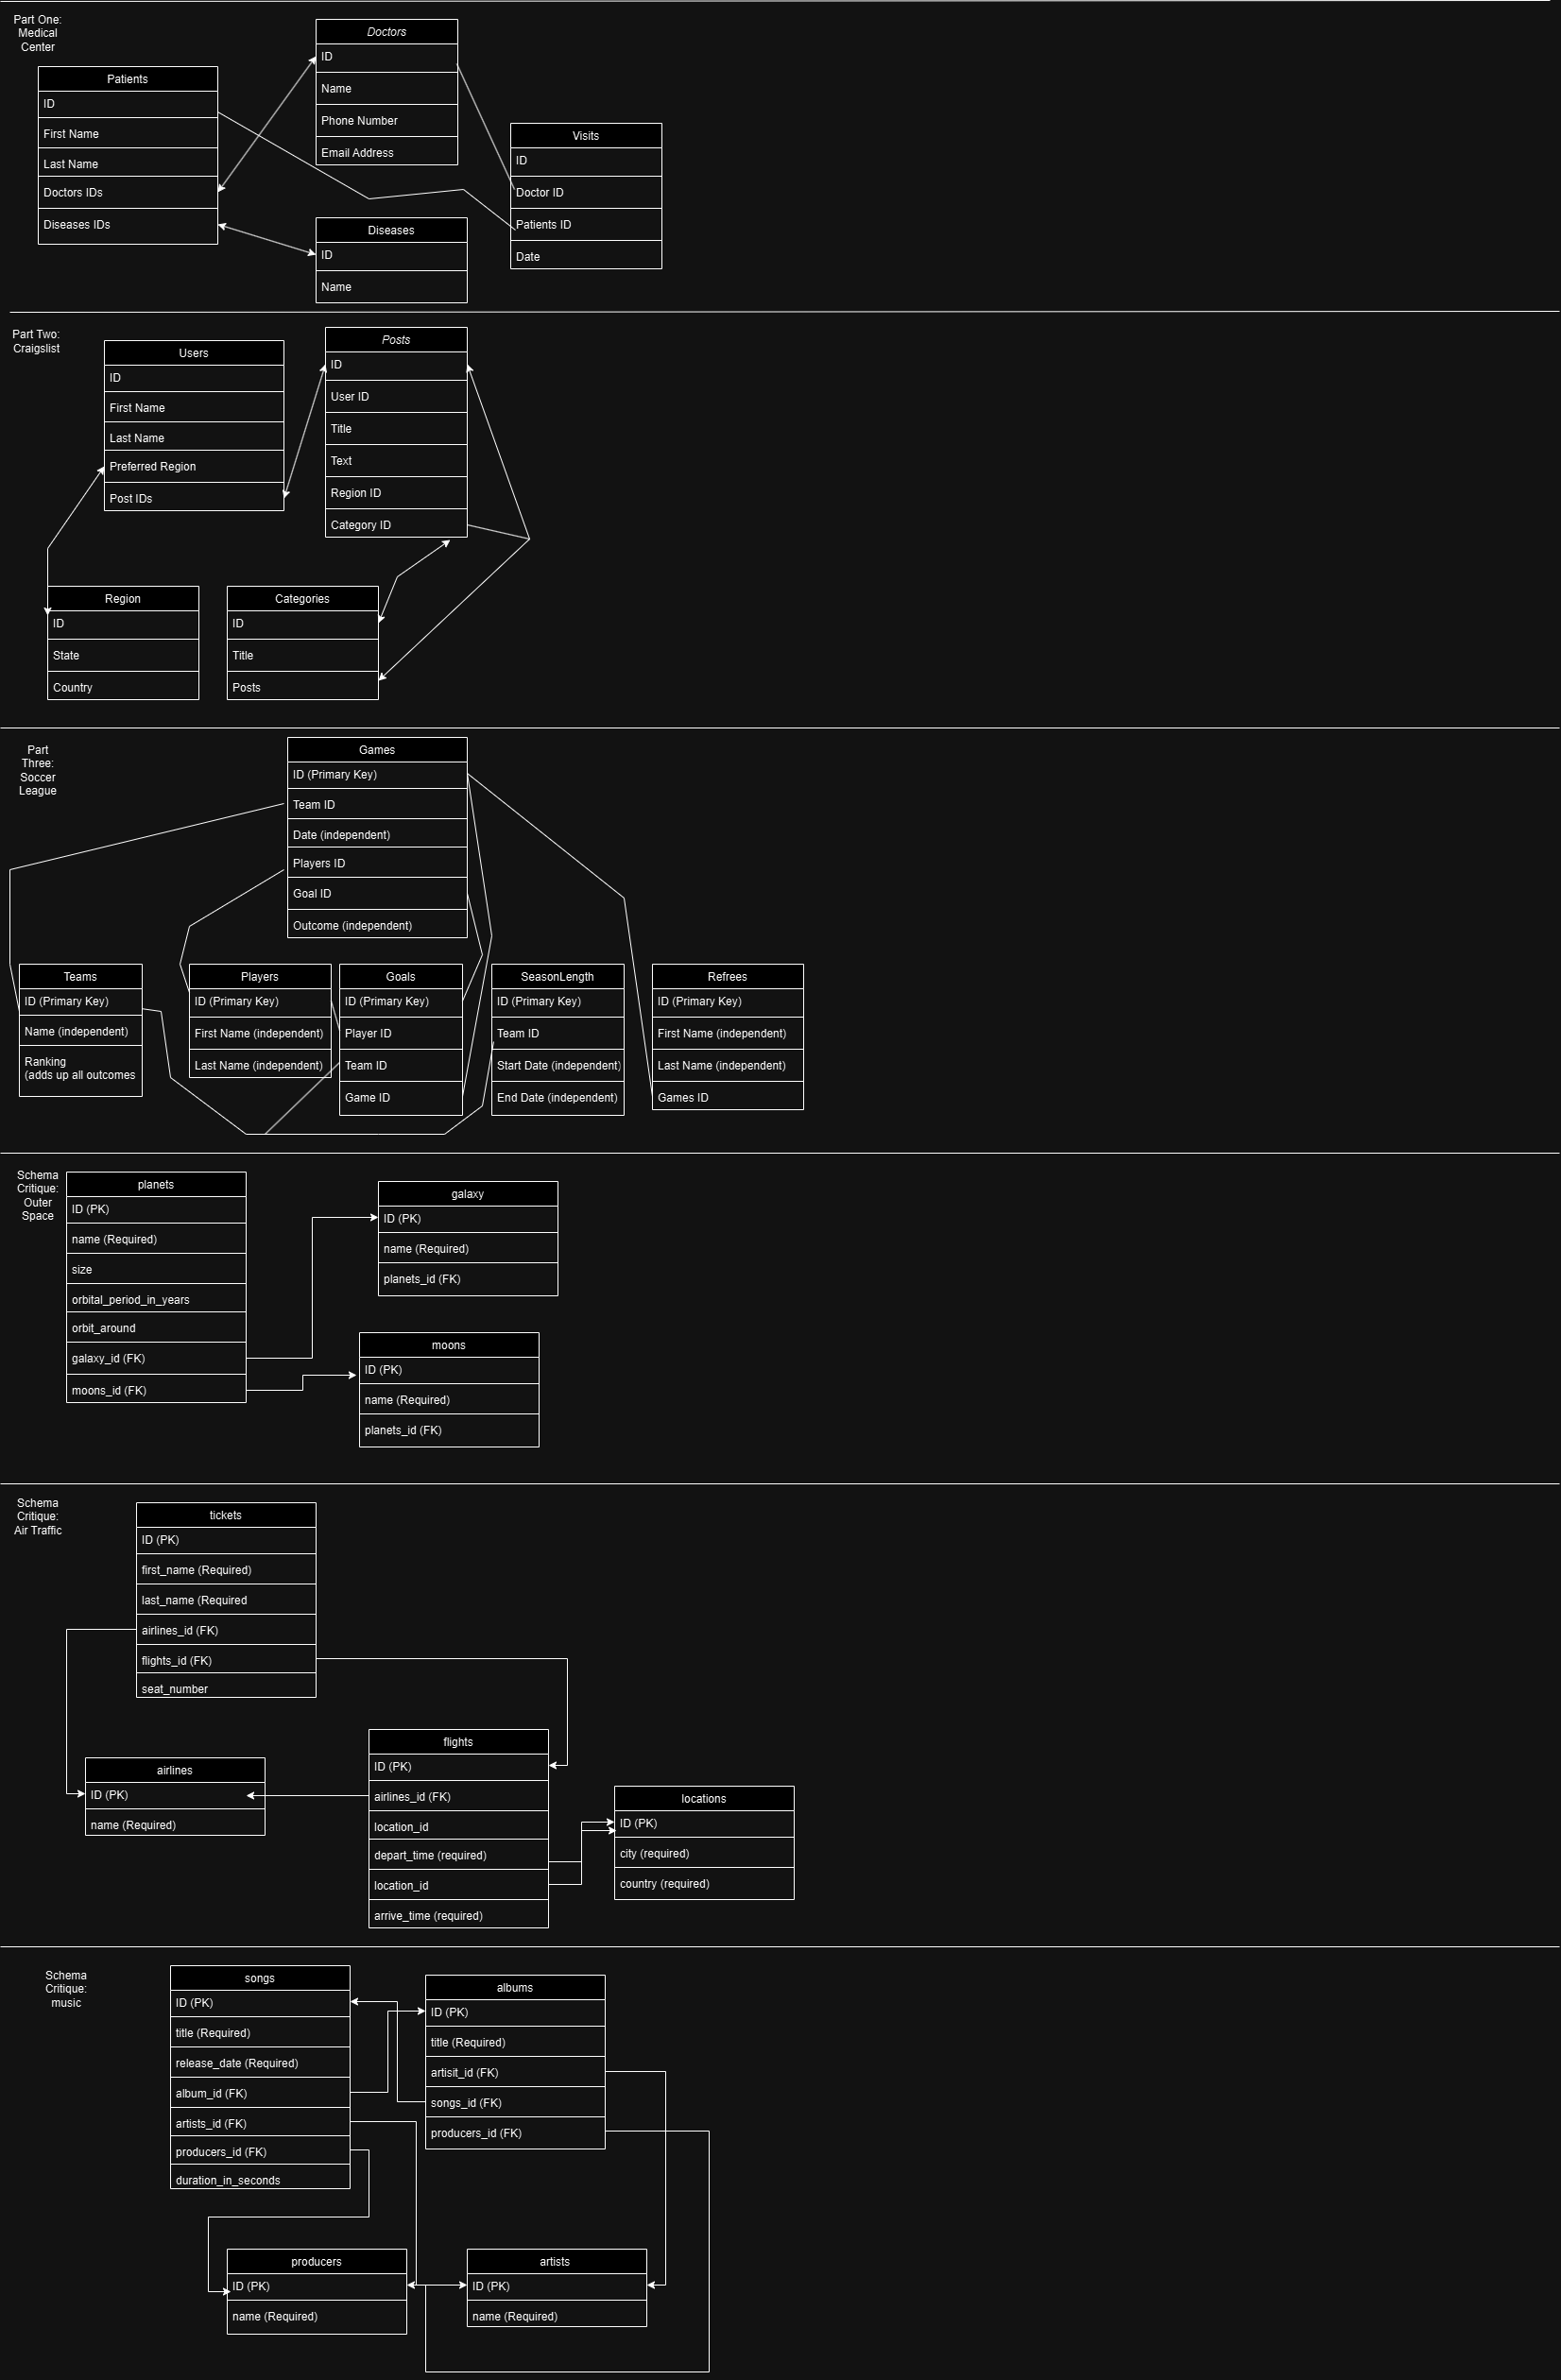 Part One:
Medical
Center
Patients
ID
First Name
Last Name
Doctors IDs
Diseases IDs
Doctors
ID
Name
Phone Number
Email Address
Diseases
ID
Name
Visits
ID
Doctor ID
Patients ID
Date
Part Two:
Craigslist
Users
ID
First Name
Last Name
Preferred Region
Post IDs
Posts
ID
User ID
Title
Text
Region ID
Category ID
Region
ID
State
Country
Categories
ID
Title
Posts
Part
Three:
Soccer
League
Games
ID (Primary Key)
Team ID
Date (independent)
Players ID
Goal ID
Outcome (independent)
Teams
ID (Primary Key)
Name (independent)
Ranking
(adds up all outcomes
Players
ID (Primary Key)
First Name (independent)
Last Name (independent)
Goals
ID (Primary Key)
Player ID
Team ID
Game ID
SeasonLength
ID (Primary Key)
Team ID
Start Date (independent)
End Date (independent)
Refrees
ID (Primary Key)
First Name (independent)
Last Name (independent)
Games ID
Schema
Critique:
Outer
Space
planets
ID (PK)
name (Required)
size
orbital_period_in_years
orbit_around
galaxy_id (FK)
moons_id (FK)
galaxy
ID (PK)
name (Required)
planets_id (FK)
moons
ID (PK)
name (Required)
planets_id (FK)
Schema
Critique:
Air Traffic
tickets
ID (PK)
first_name (Required)
last_name (Required
airlines_id (FK)
flights_id (FK)
seat_number
airlines
ID (PK)
name (Required)
flights
ID (PK)
airlines_id (FK)
location_id
depart_time (required)
location_id
arrive_time (required)
locations
ID (PK)
city (required)
country (required)
Schema
Critique:
music
songs
ID (PK)
title (Required)
release_date (Required)
album_id (FK)
artists_id (FK)
producers_id (FK)
duration_in_seconds
albums
ID (PK)
title (Required)
artisit_id (FK)
songs_id (FK)
producers_id (FK)
producers
ID (PK)
name (Required)
artists
ID (PK)
name (Required)